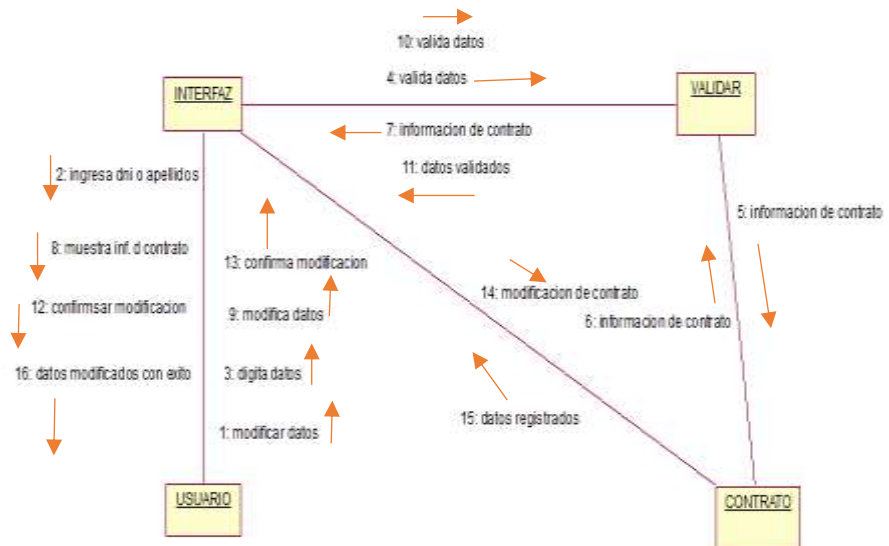 10: valida datos
4: valida datos
INTERFAZ
VALIDAR
7: informacion de contrato
11: datos validados
2: ingresa dni o apellidos
5: informacion de contrato
8: muestra inf. d contrato
13: confirma modificacion
14: modificacion de contrato
12: confirmsar modificacion
9: modifica datos
6: informacion de contrato
16: datos modificados con exito
3: digita datos
15: datos registrados
1: modificar datos
USUARIO
CONTRATO